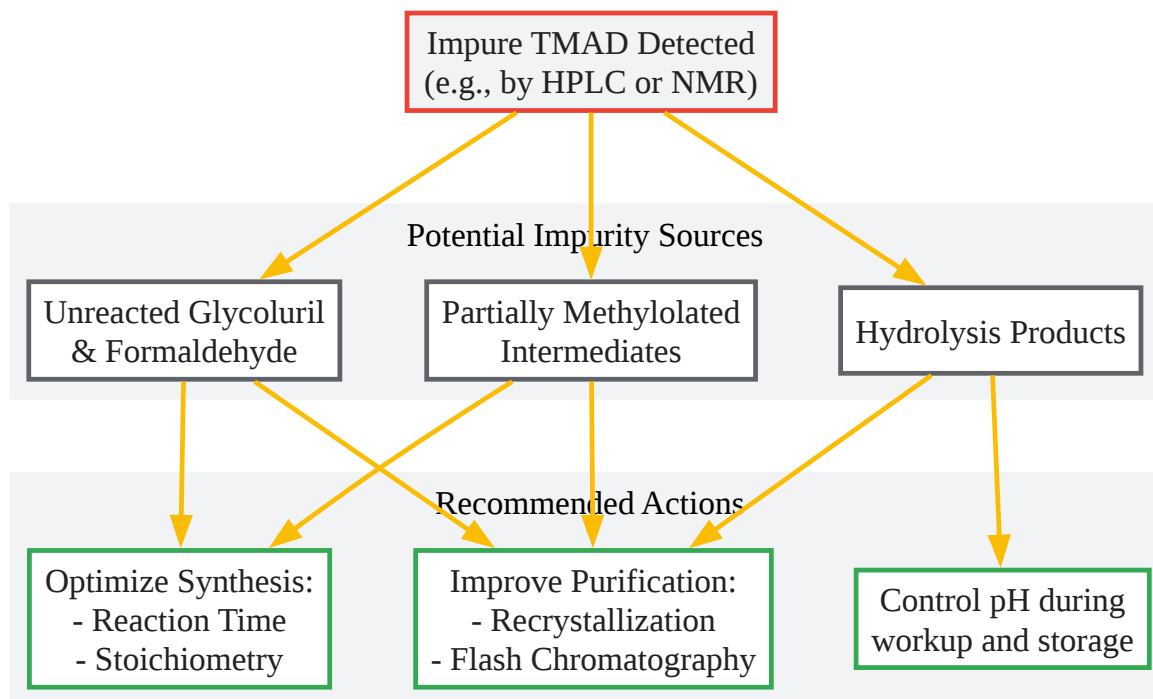 Impure TMAD Detected
(e.g., by HPLC or NMR)
Potential Impurity Sources
Unreacted Glycoluril
& Formaldehyde
Partially Methylolated
Intermediates
Hydrolysis Products
Recommended Actions
Optimize Synthesis:
- Reaction Time
- Stoichiometry
Improve Purification:
- Recrystallization
- Flash Chromatography
Control pH during
workup and storage